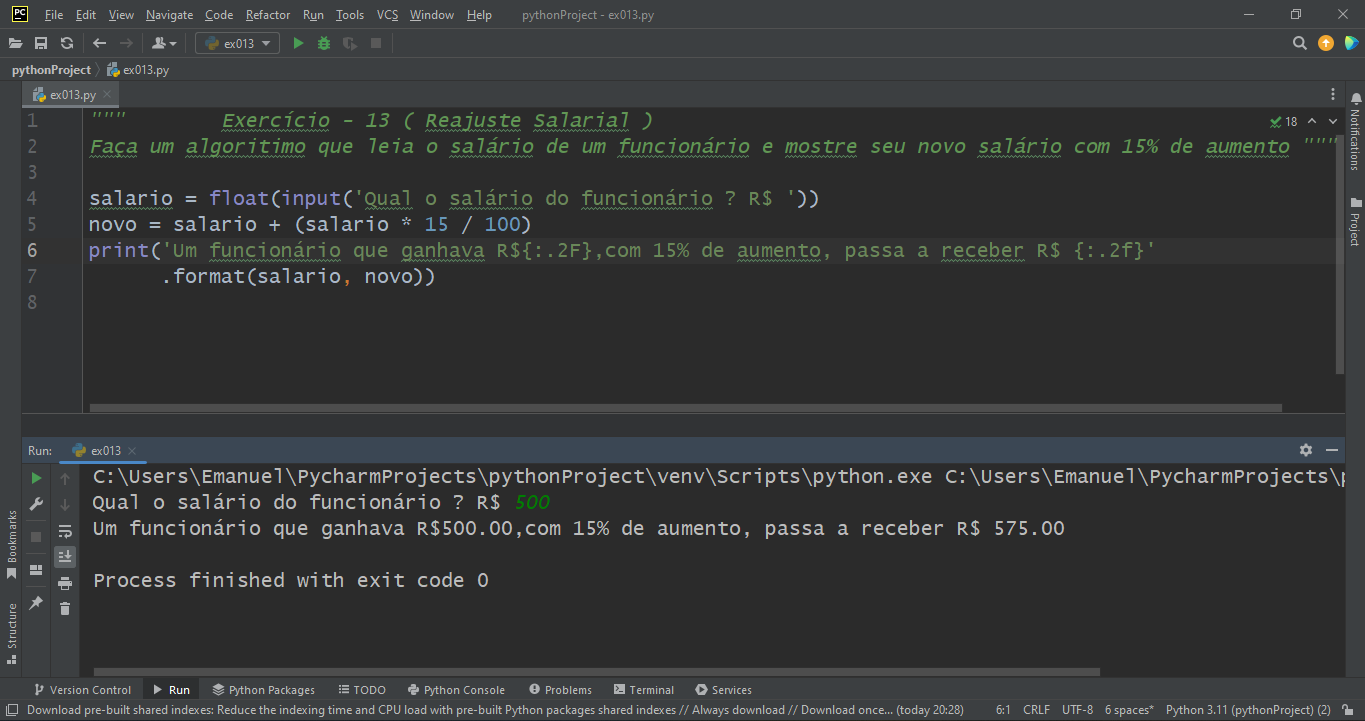 PC File Edit View Navigate Code Refactor Run Tools VCS Window Help pythonProject - ex013.py
ex013
pythonProject ex013.py
ex013.py
1 """ Exercício - 13 ( Reajuste Salarial )
18
2 Faça um algoritimo que leia o salário de um funcionário e mostre seu novo salário com 15% de aumento """
3
4 salario = float(input('Qual o salário do funcionário ? R$ '))
5 novo = salario + (salario * 15 / 100)
6 print('Um funcionário que ganhava R${:.2F},com 15% de aumento, passa a receber R$ {:.2f}'
7 .format(salario, novo))
8
Notifications
Project
Run: ex013
C:\Users\Emanuel\PycharmProjects\pythonProject\venv\Scripts\python.exe C:\Users\Emanuel\PycharmProjects\
Qual o salário do funcionário ? R$ 500
Um funcionário que ganhava R$500.00,com 15% de aumento, passa a receber R$ 575.00
Process finished with exit code 0
Bookmarks
Structure
Version Control Run Python Packages TODO Python Console Problems Terminal Services
Download pre-built shared indexes: Reduce the indexing time and CPU load with pre-built Python packages shared indexes // Always download // Download once... (today 20:28) 6:1 CRLF UTF-8 6 spaces* Python 3.11 (pythonProject) (2)